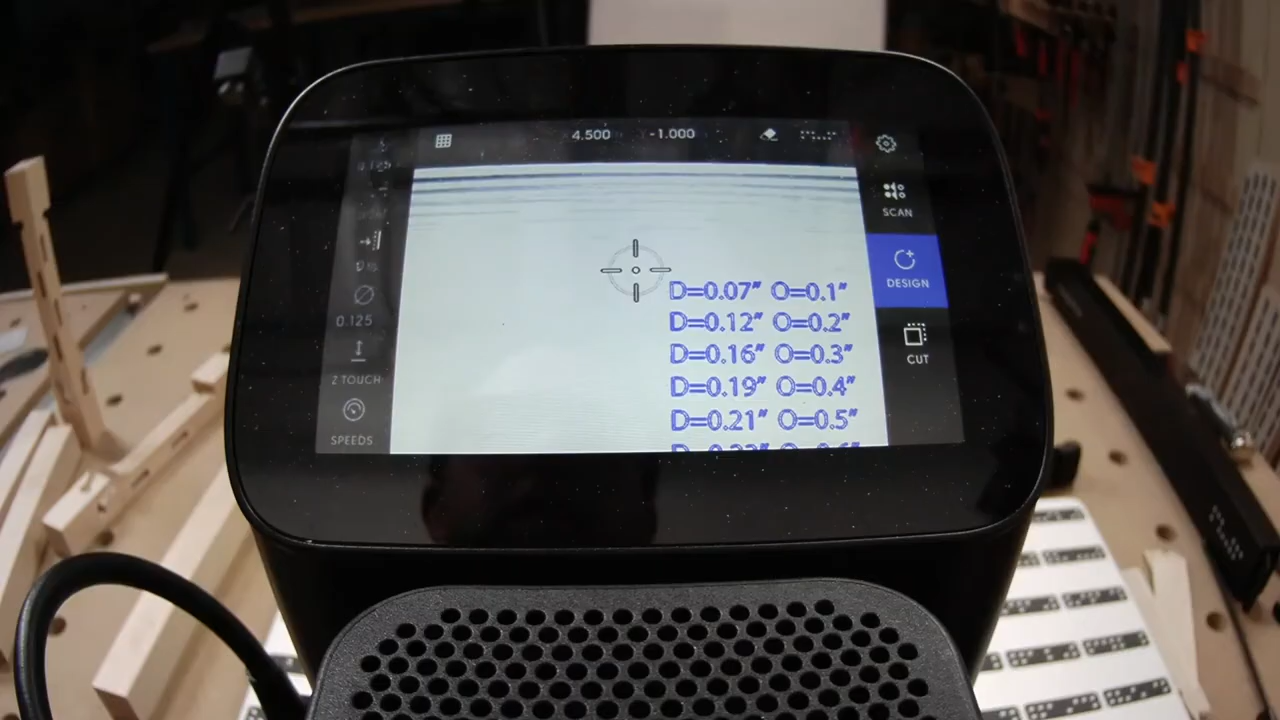 4.500 -1.000
SCAN
DESIGN
CUT
0.125
Z TOUCH
SPEEDS
D=0.07" O=0.1"
D=0.12" O=0.2"
D=0.16" O=0.3"
D=0.19" O=0.4"
D=0.21" O=0.5"